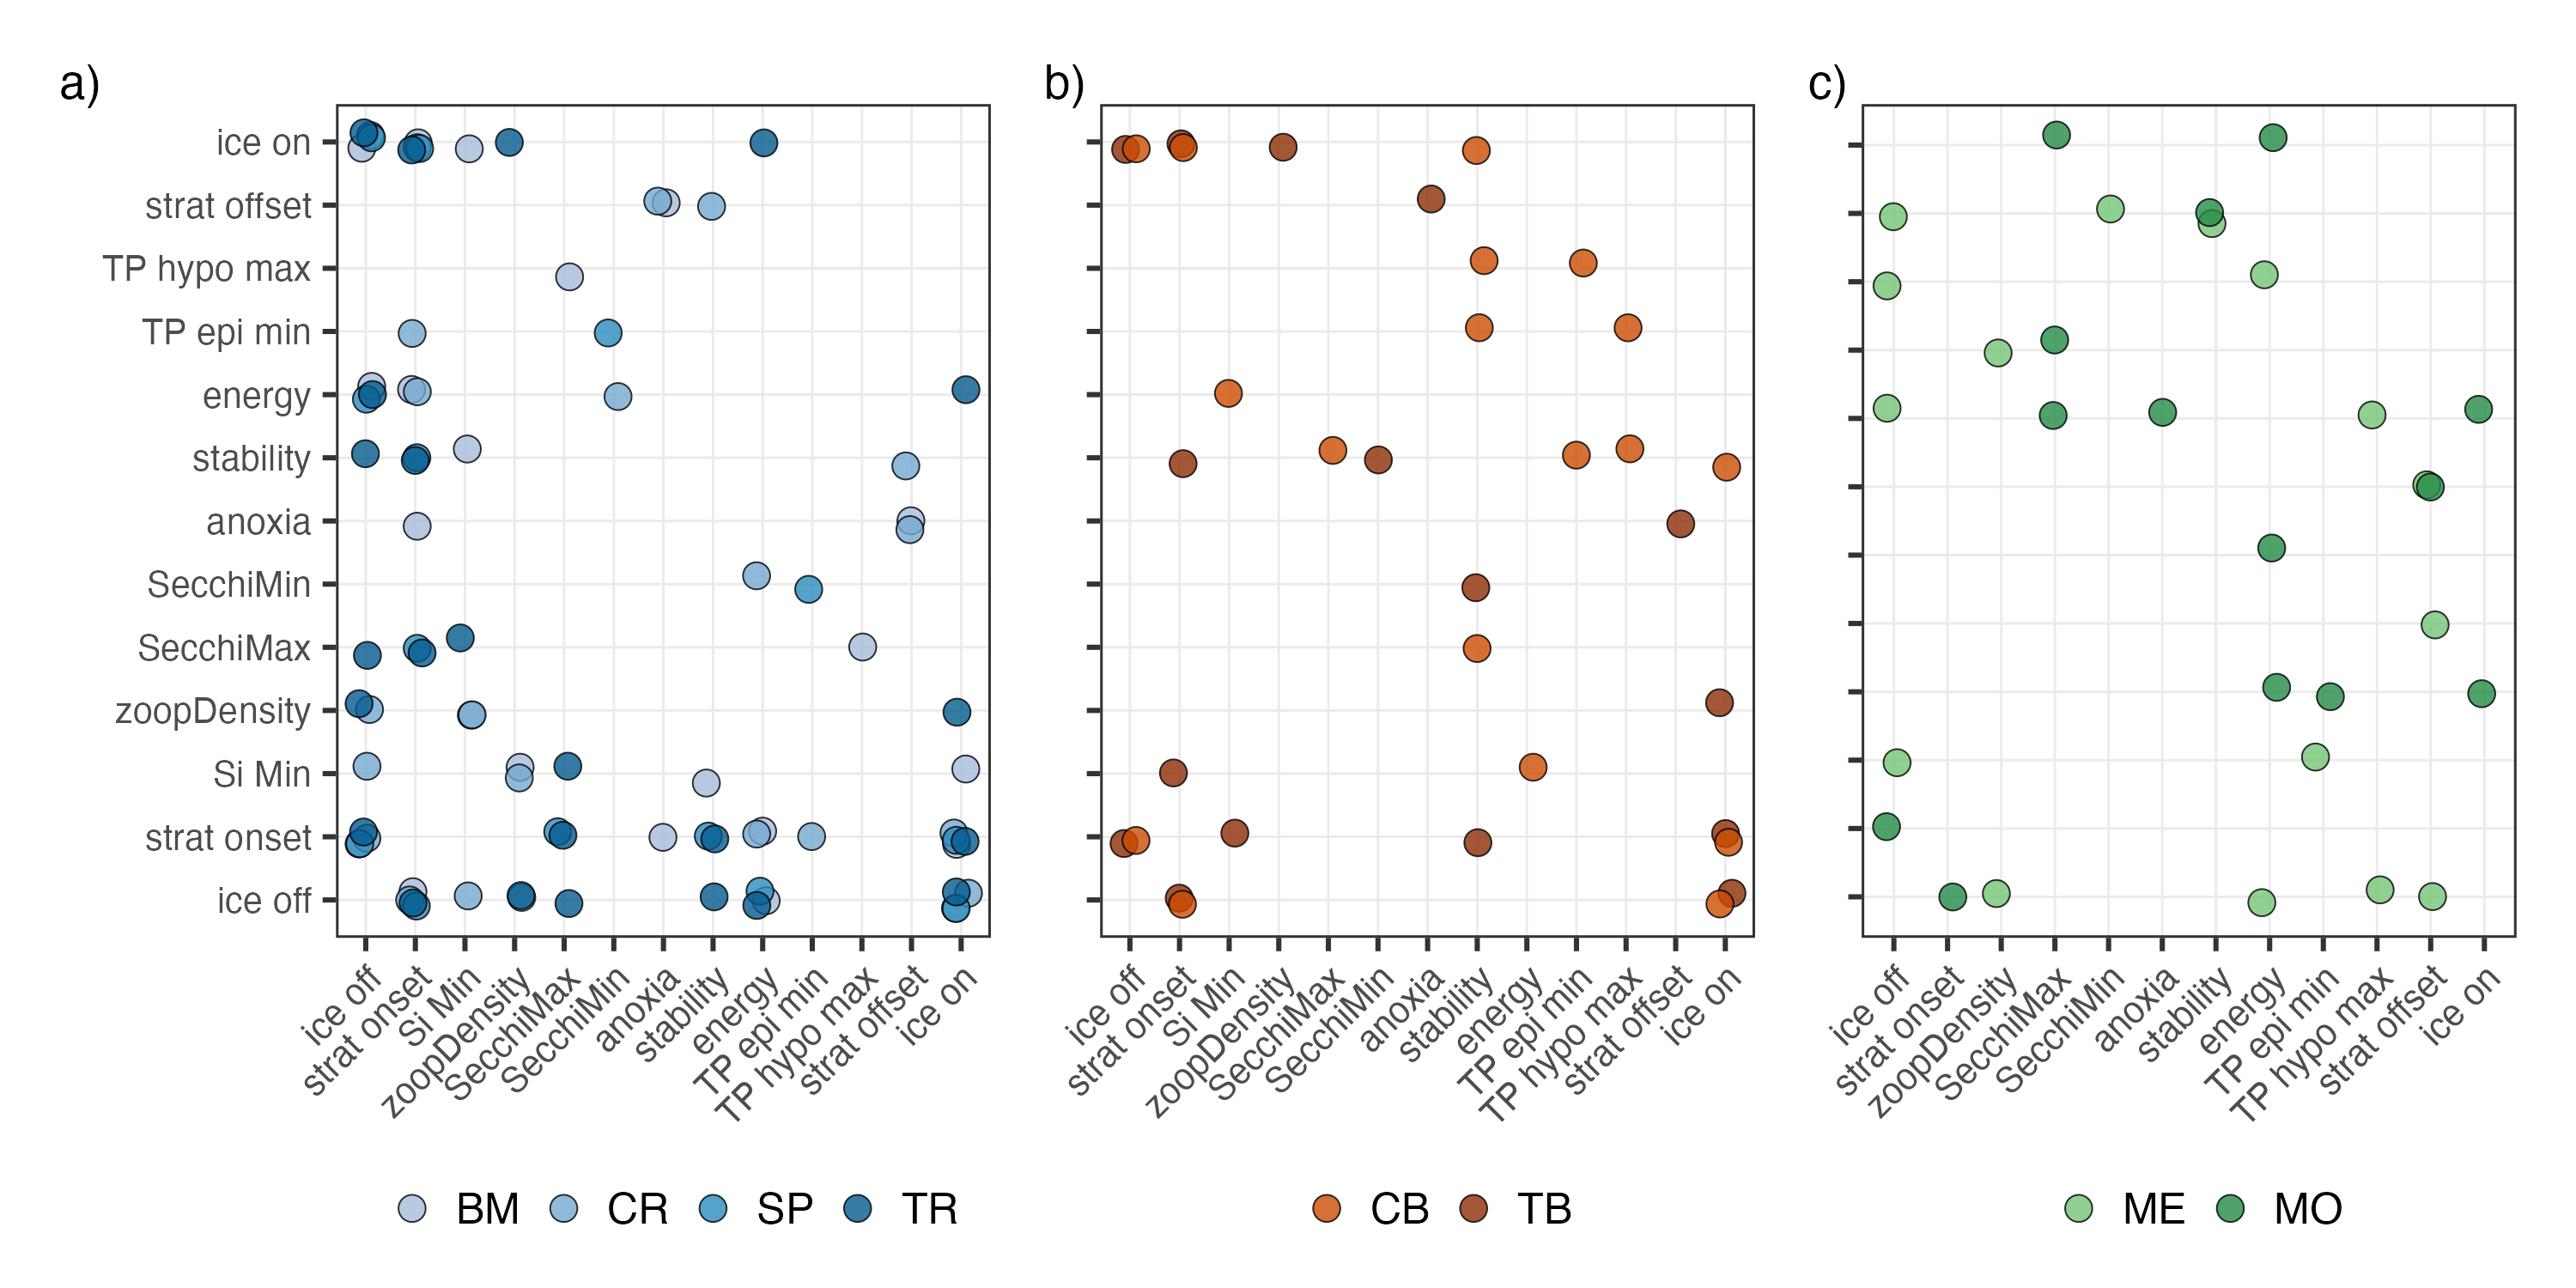 a)
b)
c)
ice on
strat offset
TP hypo max
TP epi min
energy
stability
anoxia
SecchiMin
SecchiMax
zoopDensity
Si Min
strat onset
ice off
ice off
strat onset
Si Min
zoopDensity
SecchiMax
SecchiMin
anoxia
stability
energy
TP epi min
TP hypo max
strat offset
ice on
ice off
strat onset
Si Min
zoopDensity
SecchiMax
SecchiMin
anoxia
stability
energy
TP epi min
TP hypo max
strat offset
ice on
ice off
strat onset
zoopDensity
SecchiMax
SecchiMin
anoxia
stability
energy
TP epi min
TP hypo max
strat offset
ice on
BM CR SP TR
CB TB
ME MO